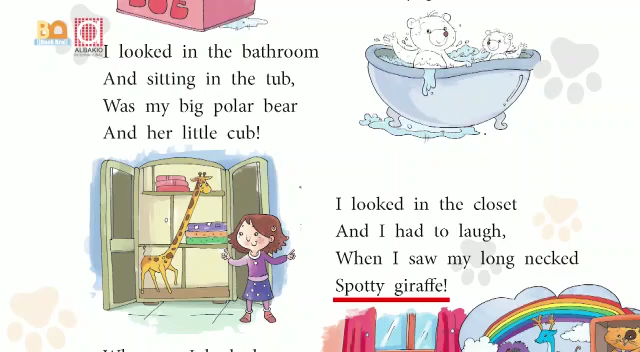 I looked in the bathroom
And sitting in the tub,
Was my big polar bear
And her little cub!
I looked in the closet
And I had to laugh,
When I saw my long necked
Spotty giraffe!
ALBAKIO